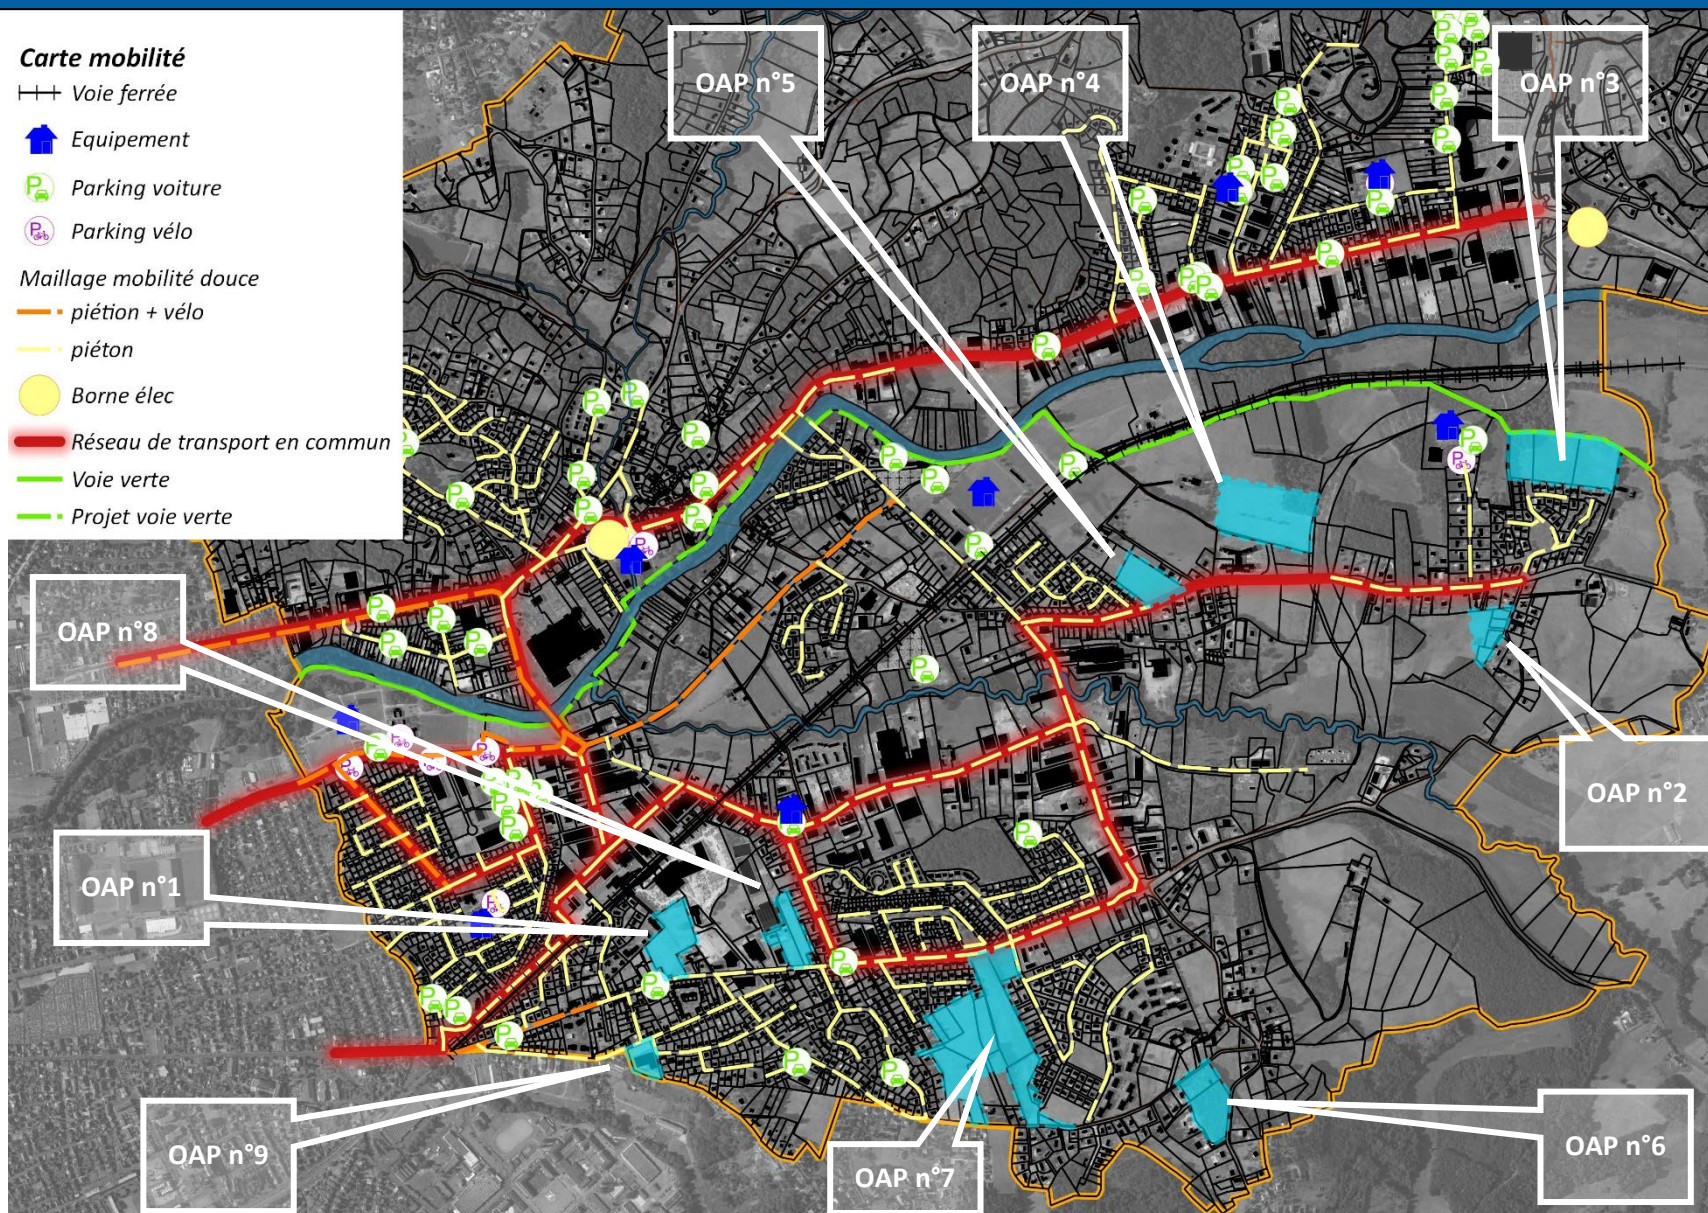 Carte mobilité
Voie ferrée
Equipement
Parking voiture
Parking vélo
Maillage mobilité douce
piétion + vélo
piéton
Borne élec
Réseau de transport en commun
Voie verte
Projet voie verte
OAP n°5
OAP n°4
OAP n°3
OAP n°8
OAP n°2
OAP n°1
OAP n°9
OAP n°7
OAP n°6